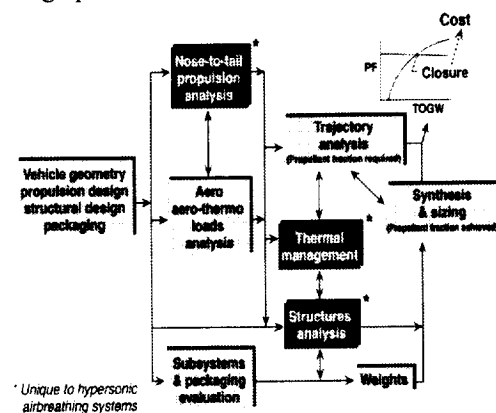 Cost
PF
Closure
TOGW
*
Nose-to-tail
propulsion
analysis
Trajectory
analysis
(Propellant fraction required)
Vehicle geometry
propulsion design
structural design
packaging
Aero
aero-thermo
loads
analysis
Synthesis
& sizing
(Propellant fraction achieved)
*
Thermal
management
*
Structures
analysis
Subsystems
& packaging
evaluation
Weights
* Unique to hypersonic
airbreathing systems